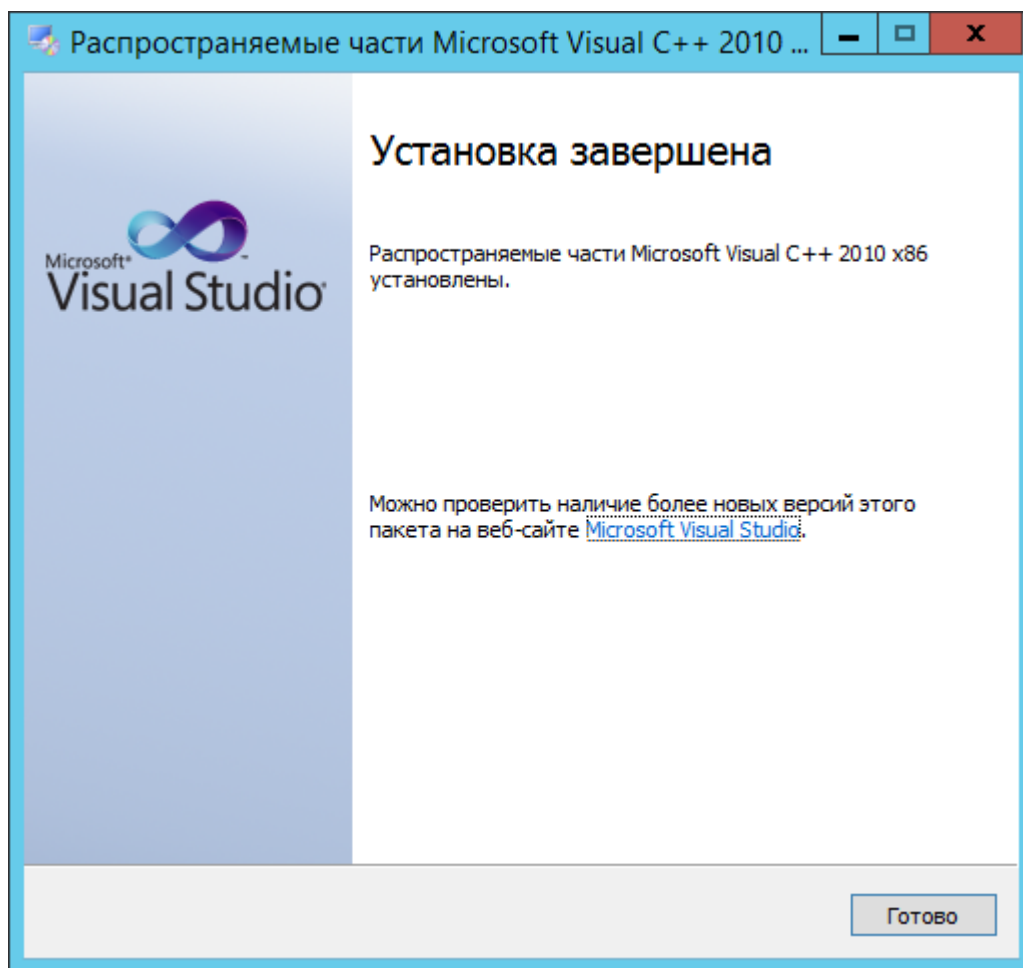 Распространяемые части Microsoft Visual C++ 2010 ...
Установка завершена
Microsoft
Visual Studio
Распространяемые части Microsoft Visual C++ 2010 x86
установлены.
Можно проверить наличие более новых версий этого
пакета на веб-сайте Microsoft Visual Studio.
Готово